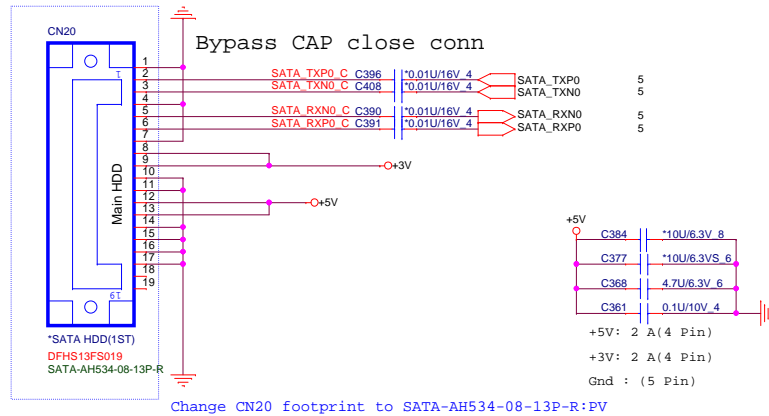 CN20
Bypass CAP close conn
1
2
3
4
5
6
7
8
9
10
11
12
13
14
15
16
17
18
19
1
19
Main HDD
SATA_TXP0_C C396 *0.01U/16V_4 SATA_TXP0 5
SATA_TXN0_C C408 *0.01U/16V_4 SATA_TXN0 5
SATA_RXN0_C C390 *0.01U/16V_4 SATA_RXN0 5
SATA_RXP0_C C391 *0.01U/16V_4 SATA_RXP0 5
+3V
+5V
+5V
C384 *10U/6.3V_8
C377 *10U/6.3VS_6
C368 4.7U/6.3V_6
C361 0.1U/10V_4
+5V: 2 A(4 Pin)
+3V: 2 A(4 Pin)
Gnd : (5 Pin)
*SATA HDD(1ST)
DFHS13FS019
SATA-AH534-08-13P-R
Change CN20 footprint to SATA-AH534-08-13P-R:PV